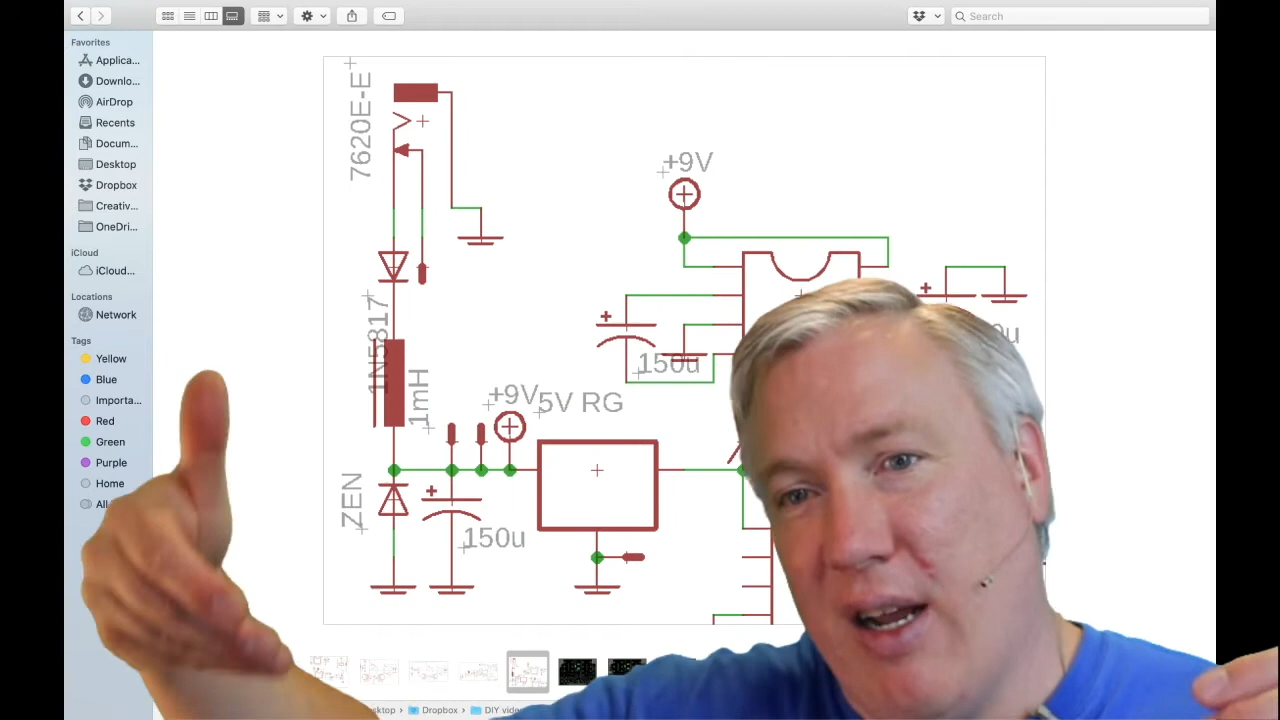 Search
Favorites
Applica...
Downlo...
AirDrop
Recents
Docum...
Desktop
Dropbox
Creativ...
OneDri...
iCloud
iCloud...
Locations
Network
Tags
Yellow
Blue
Importa...
Red
Green
Purple
Home
All
7620E-E
+9V
1N5817
1mH
150u
+9V
5V RG
ZEN
150u
Dropbox
DIY vide